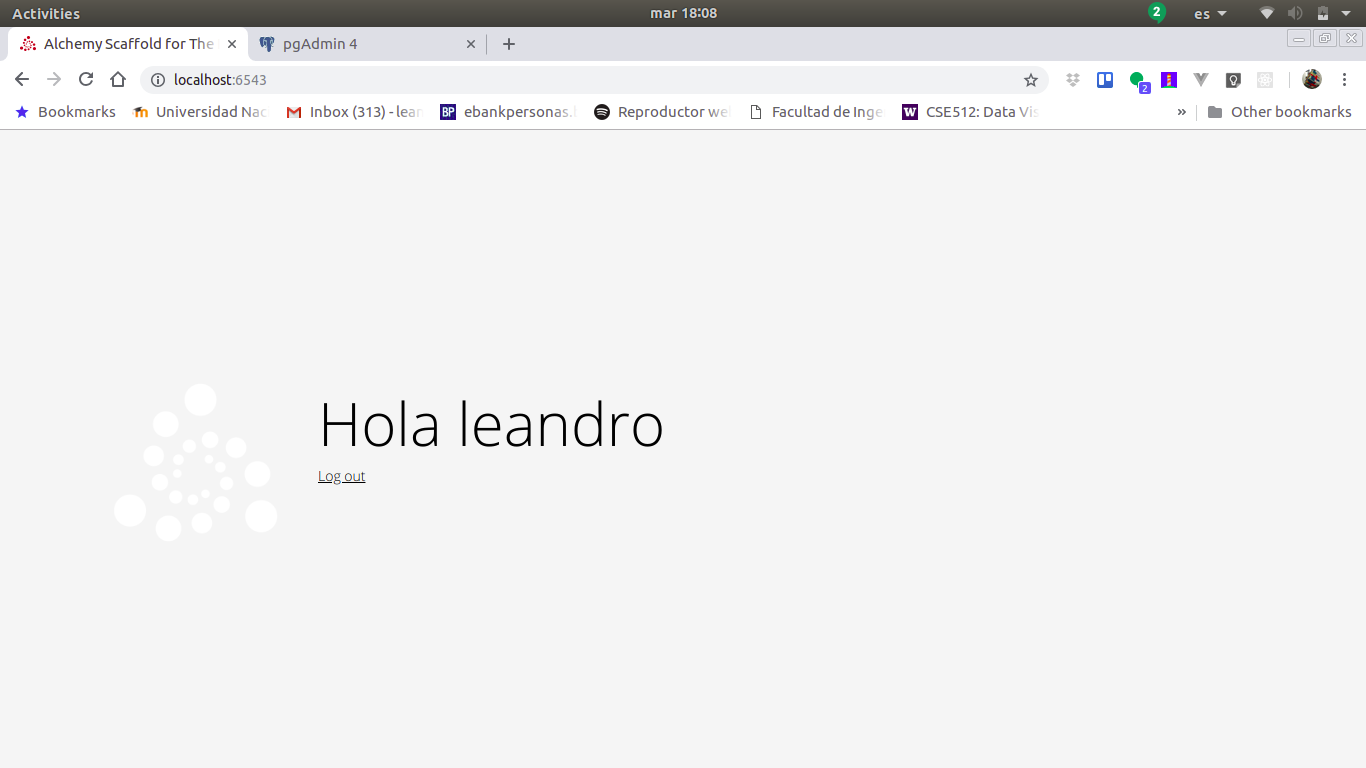 Activities mar 18:08 2 es
Alchemy Scaffold for The pgAdmin 4
localhost:6543 2
Bookmarks Universidad Nac Inbox (313) - lean BP ebankpersonas. Reproductor we Facultad de Inge W CSE512: Data Vis » Other bookmarks
Hola leandro
Log out